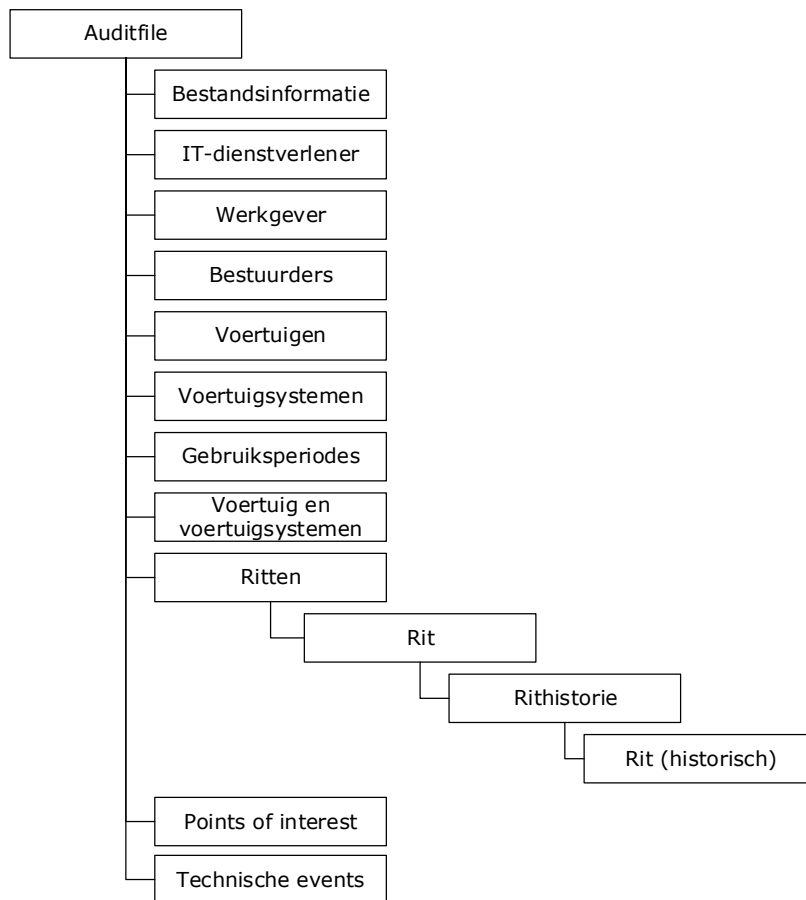 Auditfile
Bestandsinformatie
IT-dienstverlener
Werkgever
Bestuurders
Voertuigen
Voertuigsystemen
Gebruiksperiodes
Voertuig en
voertuigsystemen
Ritten
Rit
Rithistorie
Rit (historisch)
Points of interest
Technische events